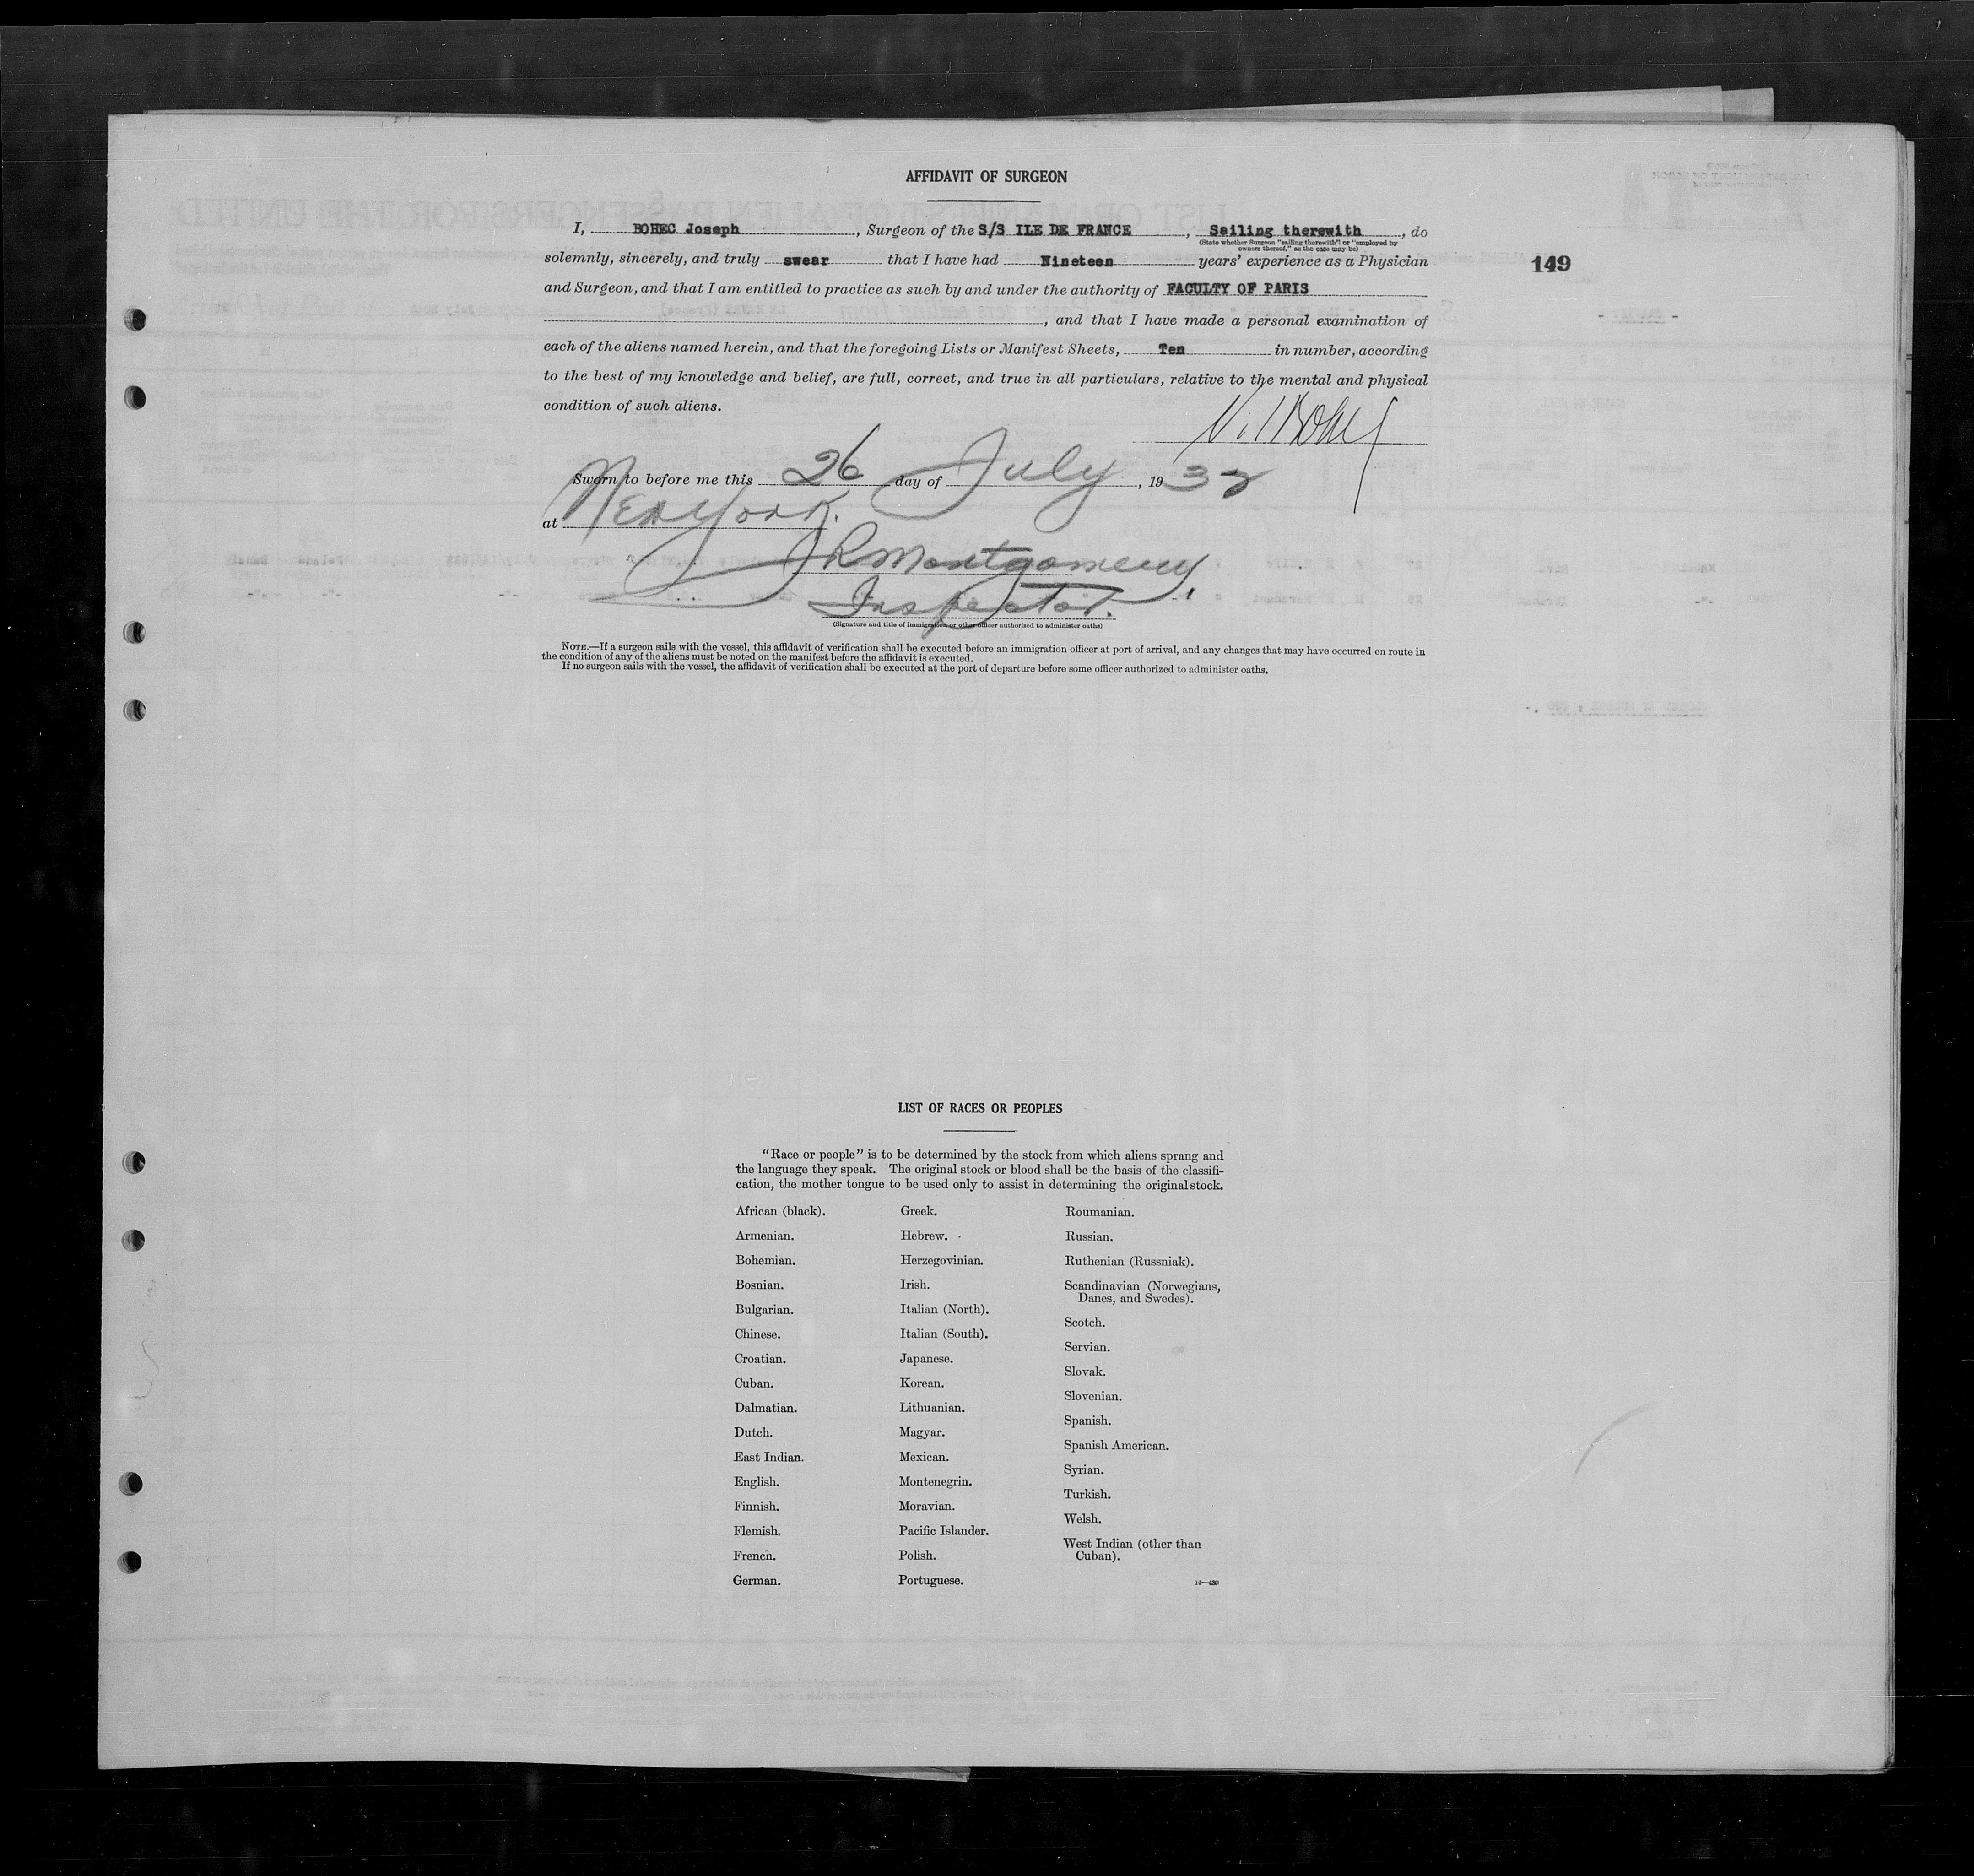 AFFIDAVIT OF SURGEON
I, BOHEC Joseph, Surgeon of the S/S ILE DE FRANCE, Sailing therewith, do
(State whether Surgeon "sailing therewith" or "employed by
owners thereof," as the case may be)
solemnly, sincerely, and truly swear that I have had Nineteen years' experience as a Physician
149
and Surgeon, and that I am entitled to practice as such by and under the authority of FACULTY OF PARIS
, and that I have made a personal examination of
each of the aliens named herein, and that the foregoing Lists or Manifest Sheets, Ten in number, according
to the best of my knowledge and belief, are full, correct, and true in all particulars, relative to the mental and physical
condition of such aliens.
Sworn to before me this 26 day of July, 1932
at New York.
JR Montgomery,
Inspector.
(Signature and title of immigration or other officer authorized to administer oaths)
NOTE.—If a surgeon sails with the vessel, this affidavit of verification shall be executed before an immigration officer at port of arrival, and any changes that may have occurred en route in
the condition of any of the aliens must be noted on the manifest before the affidavit is executed.
If no surgeon sails with the vessel, the affidavit of verification shall be executed at the port of departure before some officer authorized to administer oaths.
LIST OF RACES OR PEOPLES
"Race or people" is to be determined by the stock from which aliens sprang and
the language they speak. The original stock or blood shall be the basis of the classifi-
cation, the mother tongue to be used only to assist in determining the original stock.
African (black).
Armenian.
Bohemian.
Bosnian.
Bulgarian.
Chinese.
Croatian.
Cuban.
Dalmatian.
Dutch.
East Indian.
English.
Finnish.
Flemish.
French.
German.
Greek.
Hebrew.
Herzegovinian.
Irish.
Italian (North).
Italian (South).
Japanese.
Korean.
Lithuanian.
Magyar.
Mexican.
Montenegrin.
Moravian.
Pacific Islander.
Polish.
Portuguese.
Roumanian.
Russian.
Ruthenian (Russniak).
Scandinavian (Norwegians,
Danes, and Swedes).
Scotch.
Servian.
Slovak.
Slovenian.
Spanish.
Spanish American.
Syrian.
Turkish.
Welsh.
West Indian (other than
Cuban).